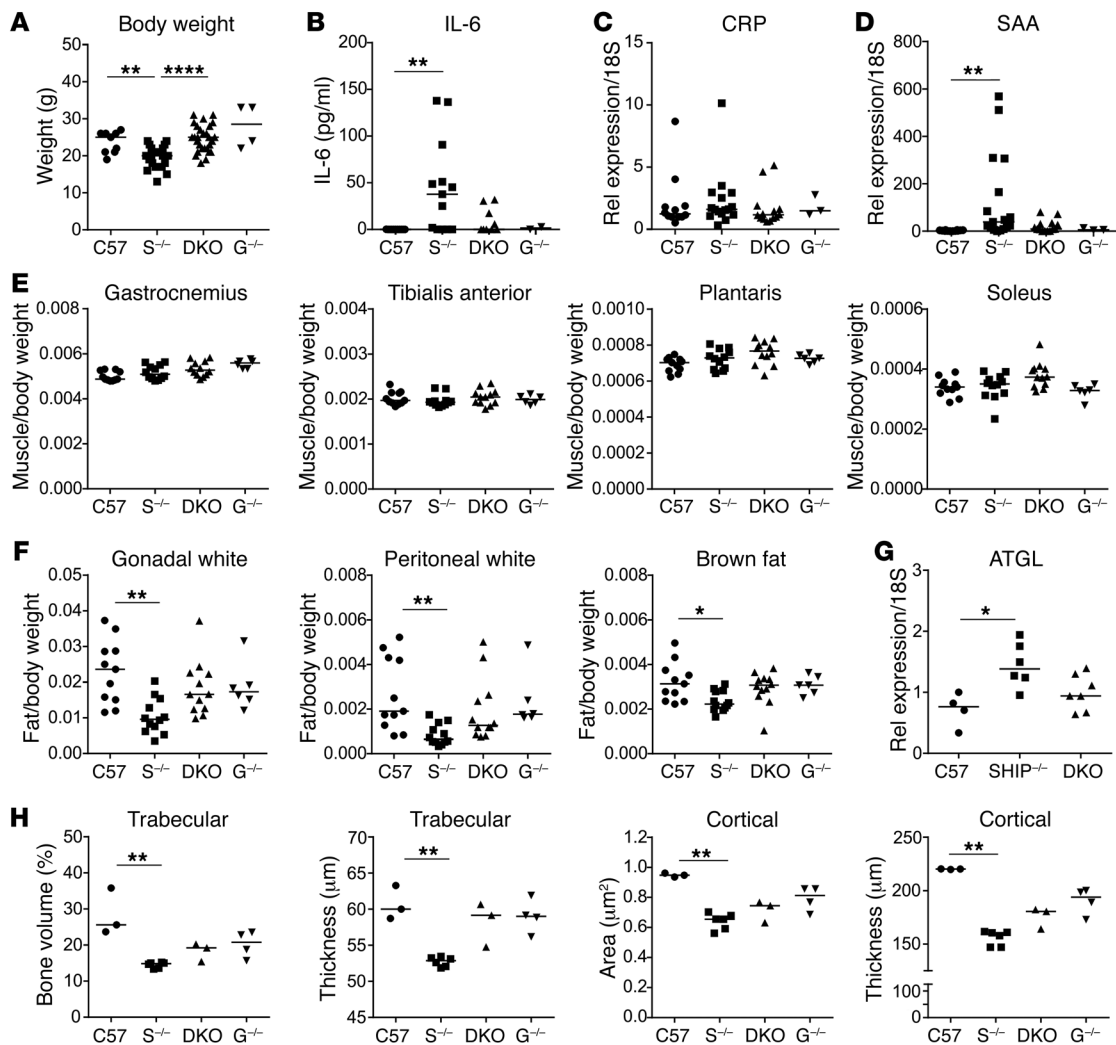 A Body weight
Weight (g)
50
40
30
20
10
0
** ****
C57 S–/– DKO G–/–
B IL-6
IL-6 (pg/ml)
200
150
100
50
0
**
C57 S–/– DKO G–/–
C CRP
Rel expression/18S
15
10
5
0
C57 S–/– DKO G–/–
D SAA
Rel expression/18S
800
600
400
200
0
**
C57 S–/– DKO G–/–
E Gastrocnemius
Muscle/body weight
0.008
0.006
0.004
0.002
0.000
C57 S–/– DKO G–/–
Tibialis anterior
Muscle/body weight
0.004
0.003
0.002
0.001
0.000
C57 S–/– DKO G–/–
Plantaris
Muscle/body weight
0.0010
0.0008
0.0006
0.0004
0.0002
0.0000
C57 S–/– DKO G–/–
Soleus
Muscle/body weight
0.0006
0.0004
0.0002
0.0000
C57 S–/– DKO G–/–
F Gonadal white
Fat/body weight
0.05
0.04
0.03
0.02
0.01
0.00
**
C57 S–/– DKO G–/–
Peritoneal white
Fat/body weight
0.008
0.006
0.004
0.002
0.000
**
C57 S–/– DKO G–/–
Brown fat
Fat/body weight
0.008
0.006
0.004
0.002
0.000
*
C57 S–/– DKO G–/–
G ATGL
Rel expression/18S
3
2
1
0
*
C57 SHIP–/– DKO
H Trabecular
Bone volume (%)
50
40
30
20
10
0
**
C57 S–/– DKO G–/–
Trabecular
Thickness (μm)
75
70
65
60
55
50
45
**
C57 S–/– DKO G–/–
Cortical
Area (μm²)
1.2
1.0
0.8
0.6
0.4
0.2
0.0
**
C57 S–/– DKO G–/–
Cortical
Thickness (μm)
250
200
150
100
100
0
**
C57 S–/– DKO G–/–